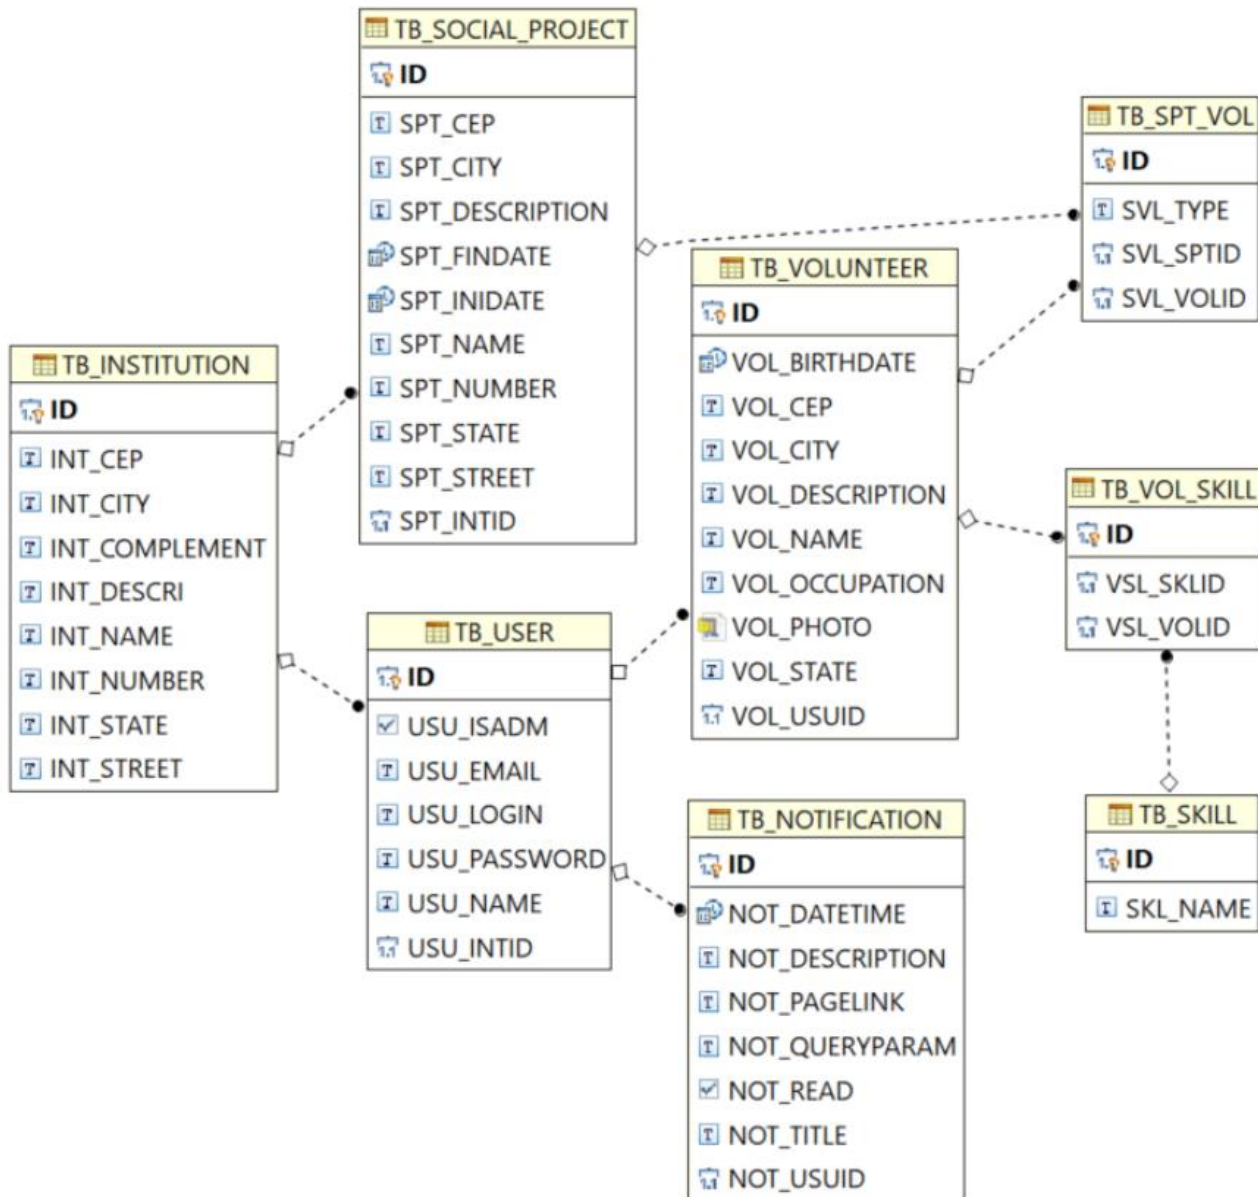 TB_SOCIAL_PROJECT
ID
SPT_CEP
SPT_CITY
SPT_DESCRIPTION
SPT_FINDATE
SPT_INIDATE
SPT_NAME
SPT_NUMBER
SPT_STATE
SPT_STREET
SPT_INTID
TB_SPT_VOL
ID
SVL_TYPE
SVL_SPTID
SVL_VOLID
TB_VOLUNTEER
ID
VOL_BIRTHDATE
VOL_CEP
VOL_CITY
VOL_DESCRIPTION
VOL_NAME
VOL_OCCUPATION
VOL_PHOTO
VOL_STATE
VOL_USUID
TB_INSTITUTION
ID
INT_CEP
INT_CITY
INT_COMPLEMENT
INT_DESCRI
INT_NAME
INT_NUMBER
INT_STATE
INT_STREET
TB_VOL_SKILL
ID
VSL_SKLID
VSL_VOLID
TB_USER
ID
USU_ISADM
USU_EMAIL
USU_LOGIN
USU_PASSWORD
USU_NAME
USU_INTID
TB_NOTIFICATION
ID
NOT_DATETIME
NOT_DESCRIPTION
NOT_PAGELINK
NOT_QUERYPARAM
NOT_READ
NOT_TITLE
NOT_USUID
TB_SKILL
ID
SKL_NAME